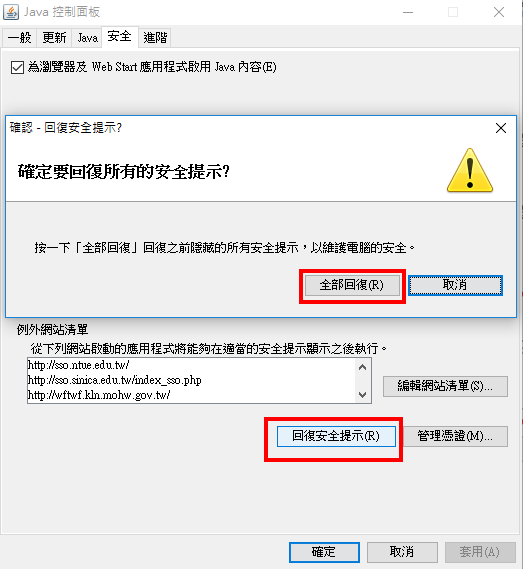 Java 控制面板
一般 更新 Java 安全 進階
為瀏覽器及 Web Start 應用程式啟用 Java 內容(E)
確認 - 回復安全提示?
確定要回復所有的安全提示?
按一下「全部回復」回復之前隱藏的所有安全提示，以維護電腦的安全。
全部回復(R) 取消
例外網站清單
從下列網站啟動的應用程式將能夠在適當的安全提示顯示之後執行。
http://sso.ntue.edu.tw/
http://sso.sinica.edu.tw/index_sso.php
http://wftwf.kln.mohw.gov.tw/
編輯網站清單(S)...
回復安全提示(R) 管理憑證(M)...
確定 取消 套用(A)